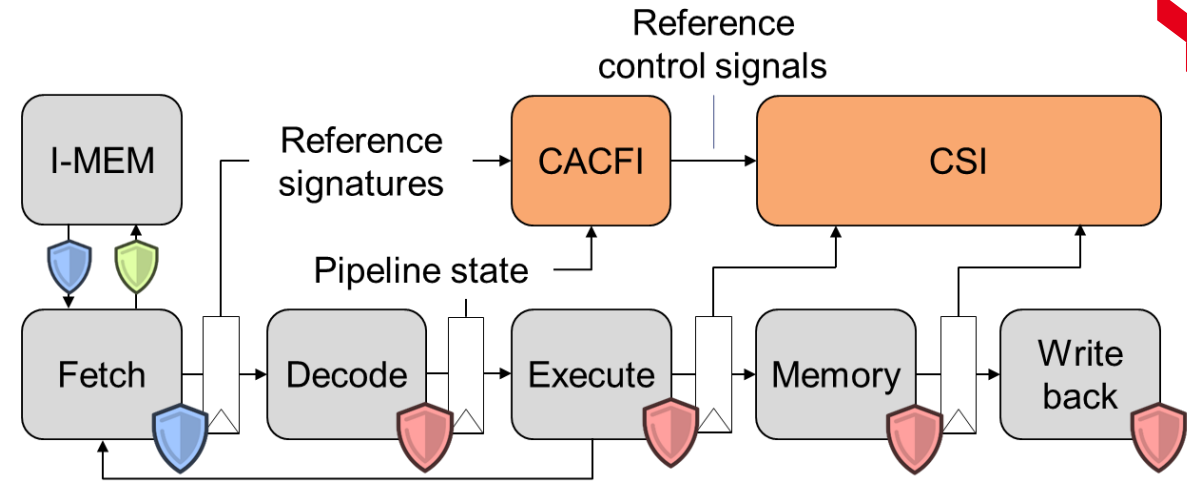 Reference
control signals
I-MEM
Reference
signatures
CACFI
CSI
Pipeline state
Fetch
Decode
Execute
Memory
Write
back